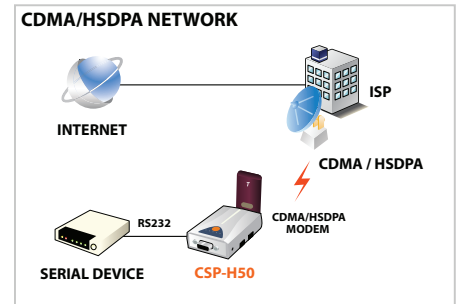 CDMA/HSDPA NETWORK
ISP
INTERNET
CDMA / HSDPA
RS232
CDMA/HSDPA
MODEM
SERIAL DEVICE
CSP-H50